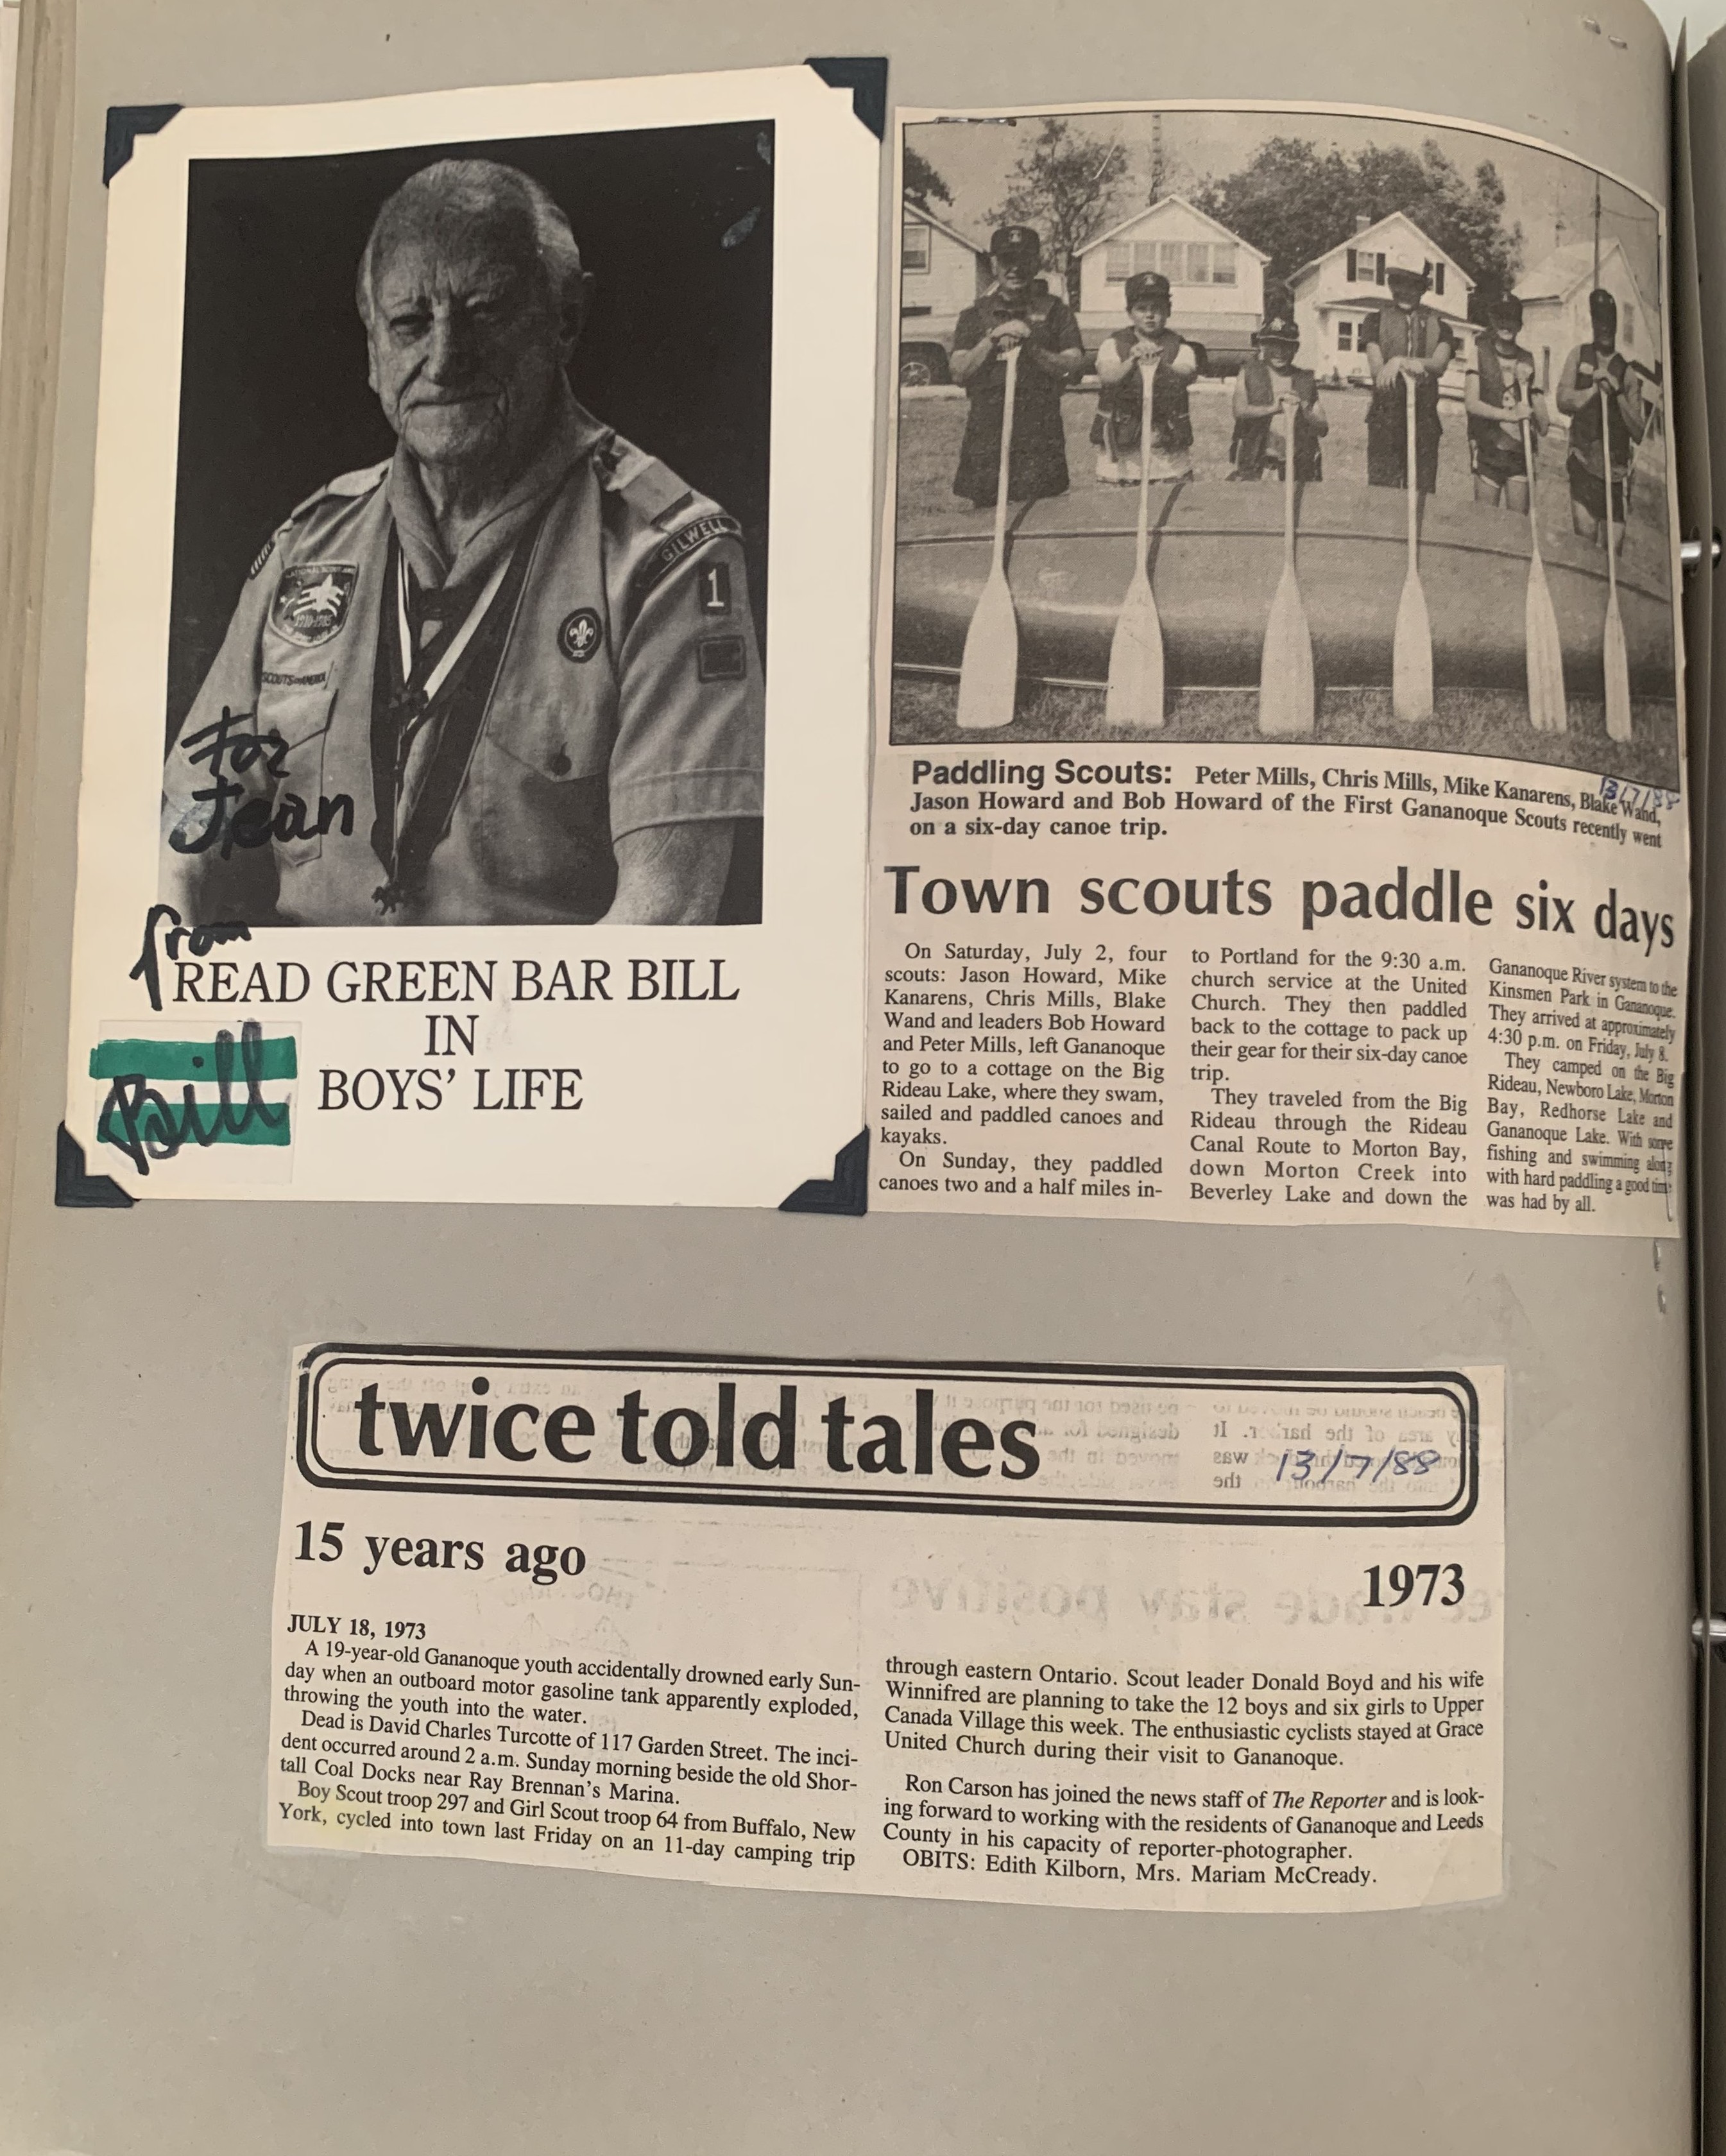 NATIONAL SCOUT
1910-1985
SCOUTS OF AMERICA
GILWELL
1
For
Jean
from
READ GREEN BAR BILL
IN
BOYS' LIFE
Bill
13/7/88
Paddling Scouts: Peter Mills, Chris Mills, Mike Kanarens, Blake Wand,
Jason Howard and Bob Howard of the First Gananoque Scouts recently went
on a six-day canoe trip.
Town scouts paddle six days
On Saturday, July 2, four
scouts: Jason Howard, Mike
Kanarens, Chris Mills, Blake
Wand and leaders Bob Howard
and Peter Mills, left Gananoque
to go to a cottage on the Big
Rideau Lake, where they swam,
sailed and paddled canoes and
kayaks.
On Sunday, they paddled
canoes two and a half miles in-
to Portland for the 9:30 a.m.
church service at the United
Church. They then paddled
back to the cottage to pack up
their gear for their six-day canoe
trip.
They traveled from the Big
Rideau through the Rideau
Canal Route to Morton Bay,
down Morton Creek into
Beverley Lake and down the
Gananoque River system to the
Kinsmen Park in Gananoque.
They arrived at approximately
4:30 p.m. on Friday, July 8.
They camped on the Big
Rideau, Newboro Lake, Morton
Bay, Redhorse Lake and
Gananoque Lake. With some
fishing and swimming along
with hard paddling a good time
was had by all.
twice told tales
13/7/88
15 years ago
1973
JULY 18, 1973
A 19-year-old Gananoque youth accidentally drowned early Sun-
day when an outboard motor gasoline tank apparently exploded,
throwing the youth into the water.
Dead is David Charles Turcotte of 117 Garden Street. The inci-
dent occurred around 2 a.m. Sunday morning beside the old Shor-
tall Coal Docks near Ray Brennan's Marina.
Boy Scout troop 297 and Girl Scout troop 64 from Buffalo, New
York, cycled into town last Friday on an 11-day camping trip
through eastern Ontario. Scout leader Donald Boyd and his wife
Winnifred are planning to take the 12 boys and six girls to Upper
Canada Village this week. The enthusiastic cyclists stayed at Grace
United Church during their visit to Gananoque.
Ron Carson has joined the news staff of The Reporter and is look-
ing forward to working with the residents of Gananoque and Leeds
County in his capacity of reporter-photographer.
OBITS: Edith Kilborn, Mrs. Mariam McCready.